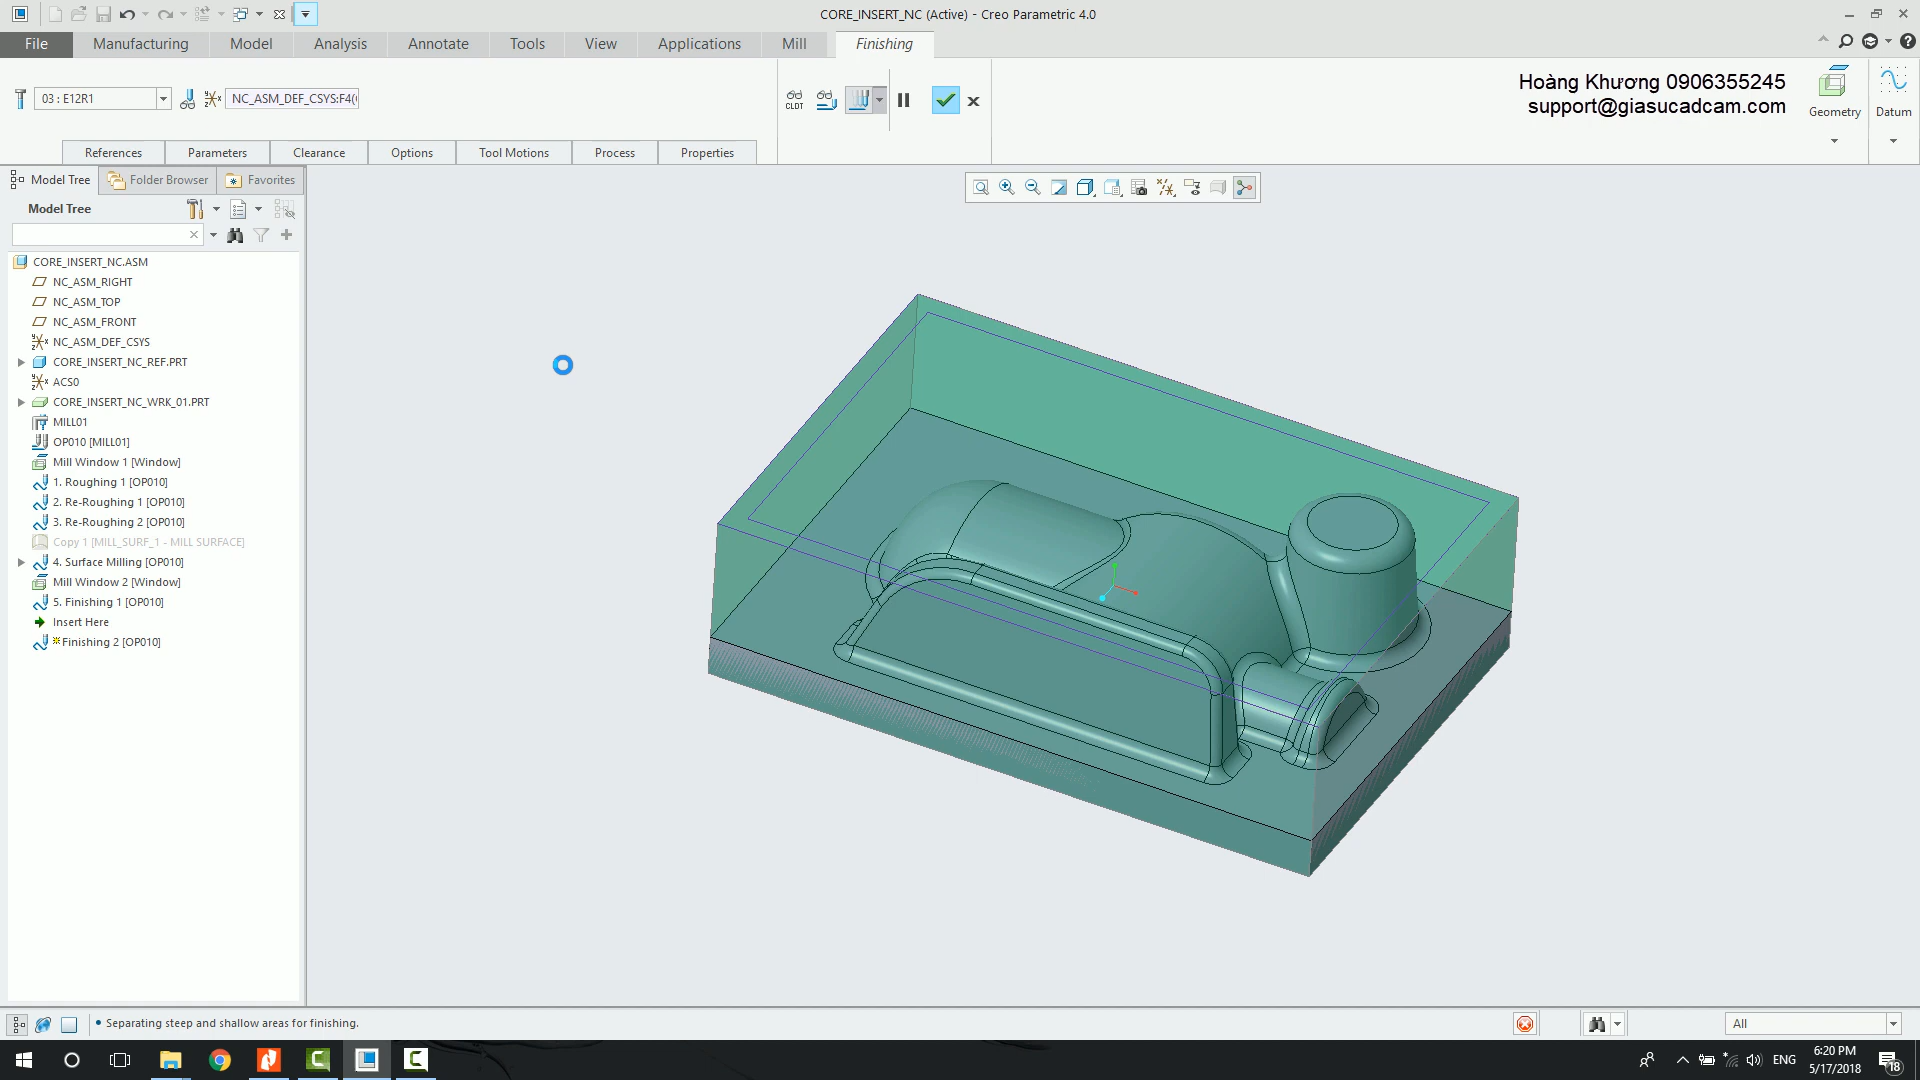 CORE_INSERT_NC (Active) - Creo Parametric 4.0
File Manufacturing Model Analysis Annotate Tools View Applications Mill Finishing
03 : E12R1
NC_ASM_DEF_CSYS:F4(
CLDT
Hoàng Khương 0906355245
support@giasucadcam.com
Geometry
Datum
References Parameters Clearance Options Tool Motions Process Properties
Model Tree Folder Browser Favorites
Model Tree
CORE_INSERT_NC.ASM
NC_ASM_RIGHT
NC_ASM_TOP
NC_ASM_FRONT
NC_ASM_DEF_CSYS
CORE_INSERT_NC_REF.PRT
ACS0
CORE_INSERT_NC_WRK_01.PRT
MILL01
OP010 [MILL01]
Mill Window 1 [Window]
1. Roughing 1 [OP010]
2. Re-Roughing 1 [OP010]
3. Re-Roughing 2 [OP010]
Copy 1 [MILL_SURF_1 - MILL SURFACE]
4. Surface Milling [OP010]
Mill Window 2 [Window]
5. Finishing 1 [OP010]
Insert Here
Finishing 2 [OP010]
• Separating steep and shallow areas for finishing.
All
ENG
6:20 PM
5/17/2018
18